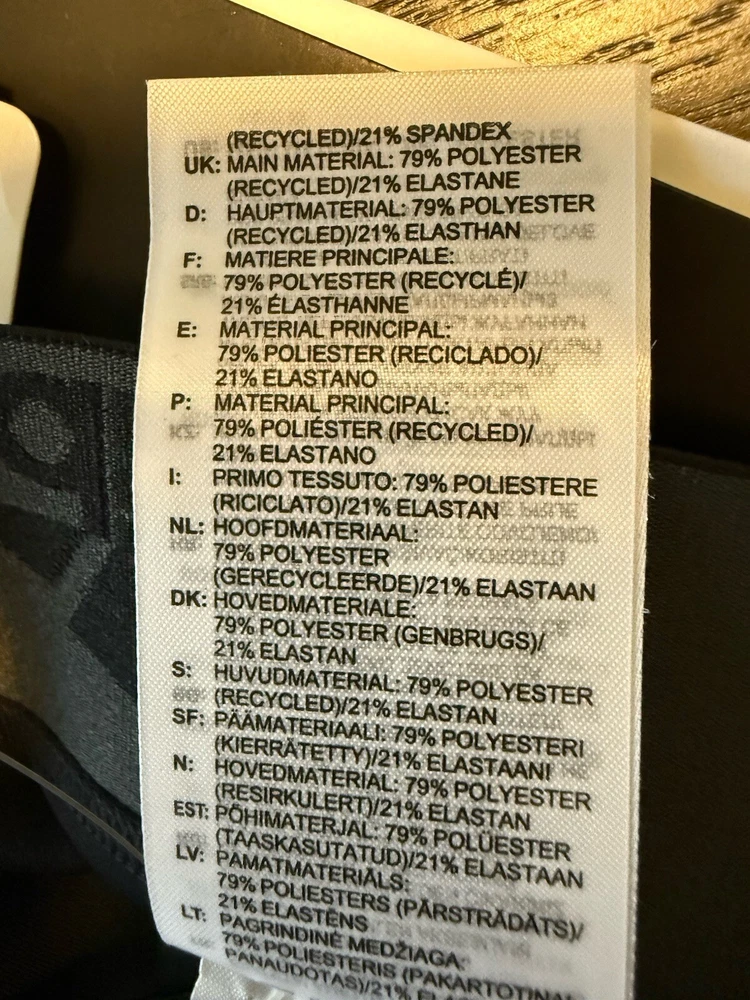 (RECYCLED)/21% SPANDEX
UK: MAIN MATERIAL: 79% POLYESTER
(RECYCLED)/21% ELASTANE
D: HAUPTMATERIAL: 79% POLYESTER
(RECYCLED)/21% ELASTHAN
F: MATIERE PRINCIPALE:
79% POLYESTER (RECYCLÉ)/
21% ÉLASTHANNE
E: MATERIAL PRINCIPAL:
79% POLIESTER (RECICLADO)/
21% ELASTANO
P: MATERIAL PRINCIPAL:
79% POLIÉSTER (RECYCLED)/
21% ELASTANO
I: PRIMO TESSUTO: 79% POLIESTERE
(RICICLATO)/21% ELASTAN
NL: HOOFDMATERIAAL:
79% POLYESTER
(GERECYCLEERDE)/21% ELASTAAN
DK: HOVEDMATERIALE:
79% POLYESTER (GENBRUGS)/
21% ELASTAN
S: HUVUDMATERIAL: 79% POLYESTER
(RECYCLED)/21% ELASTAN
SF: PÄÄMATERIAALI: 79% POLYESTERI
(KIERRÄTETTY)/21% ELASTAANI
N: HOVEDMATERIAL: 79% POLYESTER
(RESIRKULERT)/21% ELASTAN
EST: PÕHIMATERJAL: 79% POLÜESTER
(TAASKASUTATUD)/21% ELASTAAN
LV: PAMATMATERIĀLS:
79% POLIESTERS (PĀRSTRĀDĀTS)/
21% ELASTĒNS
LT: PAGRINDINĖ MEDŽIAGA:
79% POLIESTERIS (PAKARTOTINAI
PANAUDOTAS)/21%